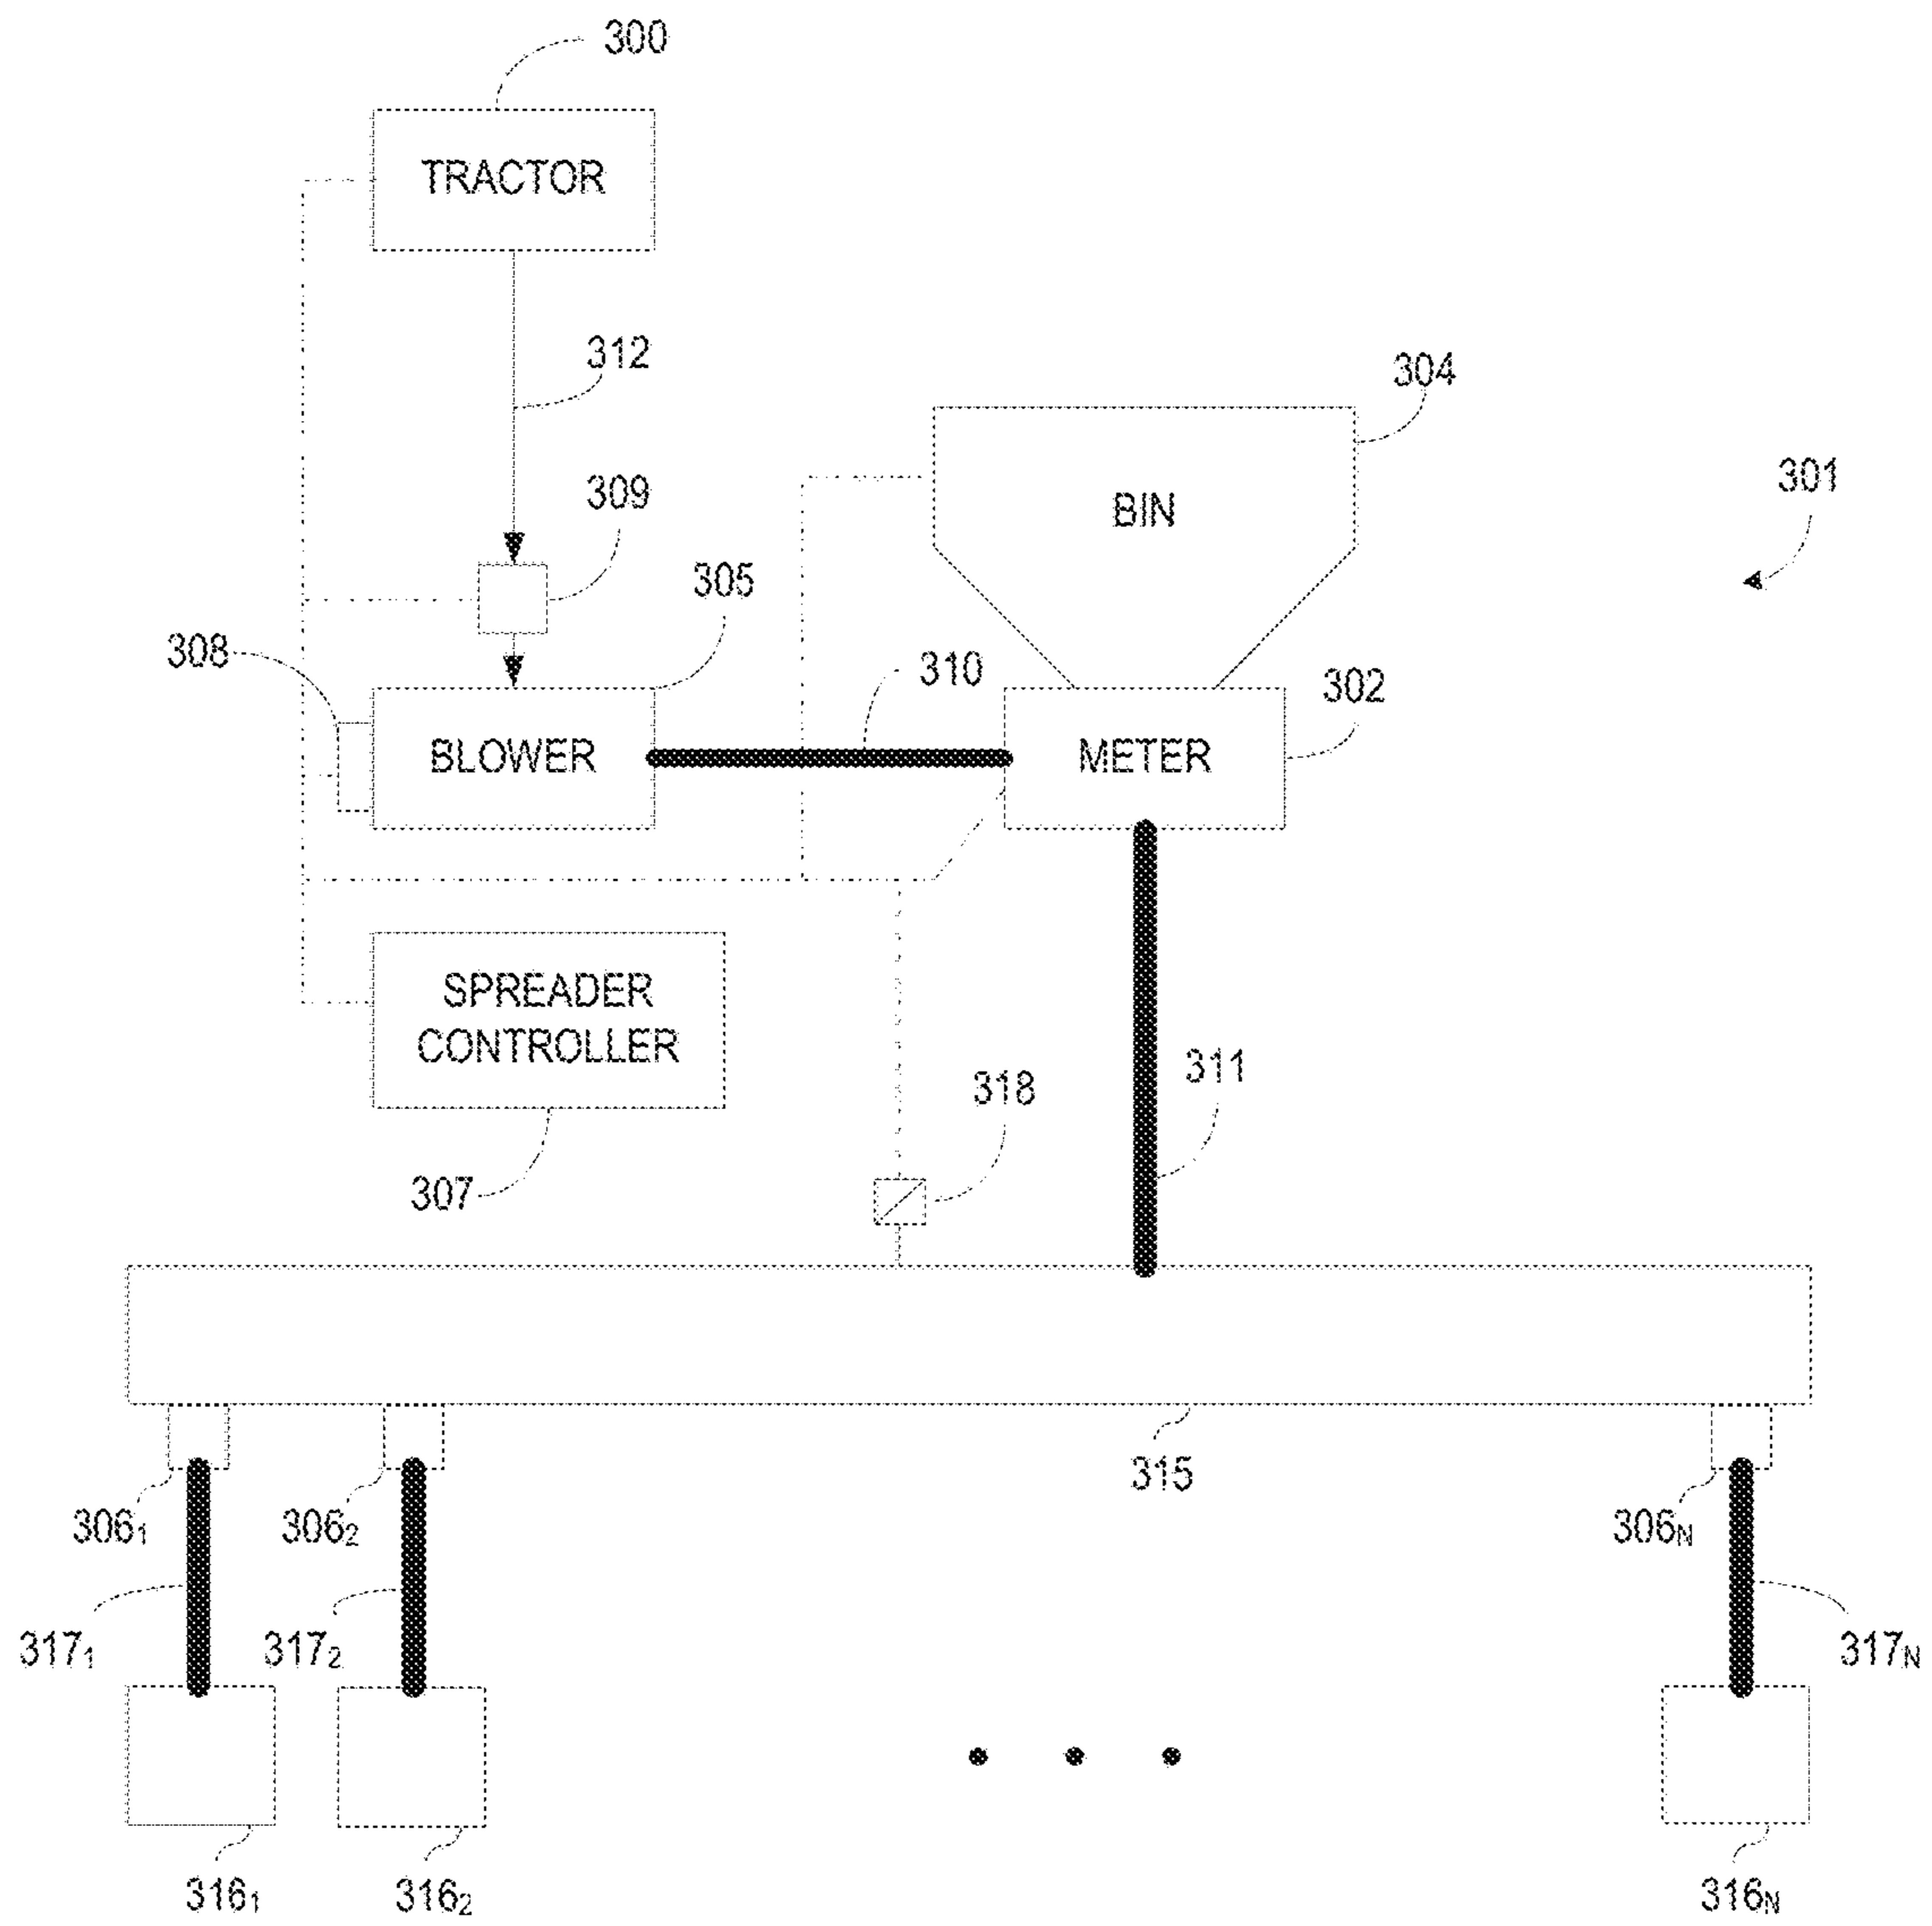 300
TRACTOR
312
304
BIN
301
309
305
308
310
302
BLOWER
METER
SPREADER
CONTROLLER
318
311
307
315
306₁
306₂
306N
317₁
317₂
317N
316₁
316₂
316N